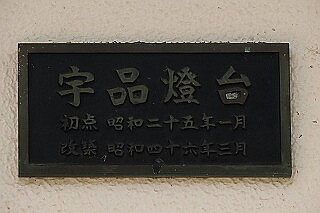 宇品燈台
初点 昭和二十五年一月
改築 昭和四十六年三月